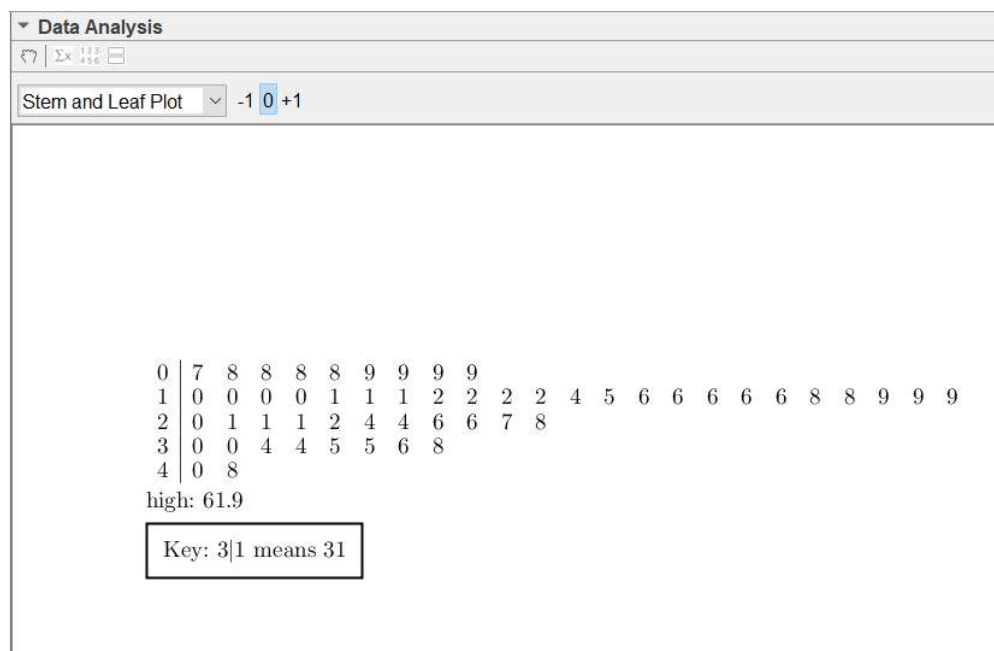 Data Analysis
Σx 123 456
Stem and Leaf Plot -1 0 +1
0 | 7 8 8 8 8 9 9 9 9
1 | 0 0 0 0 1 1 1 2 2 2 2 4 5 6 6 6 6 6 8 8 9 9 9
2 | 0 1 1 1 2 4 4 6 6 7 8
3 | 0 0 4 4 5 5 6 8
4 | 0 8
high: 61.9
Key: 3|1 means 31